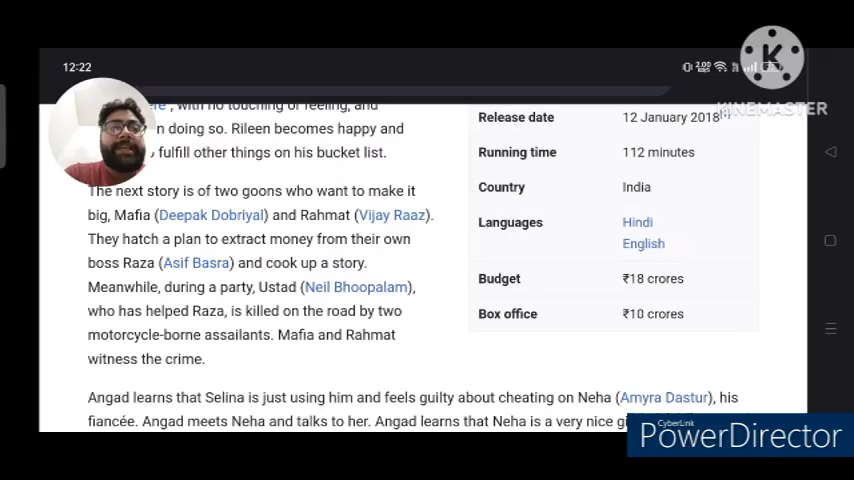 12:22
KINEMASTER
ere", with no touching or feeling, and
n doing so. Rileen becomes happy and
fulfill other things on his bucket list.
The next story is of two goons who want to make it
big, Mafia (Deepak Dobriyal) and Rahmat (Vijay Raaz).
They hatch a plan to extract money from their own
boss Raza (Asif Basra) and cook up a story.
Meanwhile, during a party, Ustad (Neil Bhoopalam),
who has helped Raza, is killed on the road by two
motorcycle-borne assailants. Mafia and Rahmat
witness the crime.
Release date 12 January 2018[1]
Running time 112 minutes
Country India
Languages Hindi
English
Budget ₹18 crores
Box office ₹10 crores
Angad learns that Selina is just using him and feels guilty about cheating on Neha (Amyra Dastur), his
fiancée. Angad meets Neha and talks to her. Angad learns that Neha is a very nice
CyberLink
PowerDirector